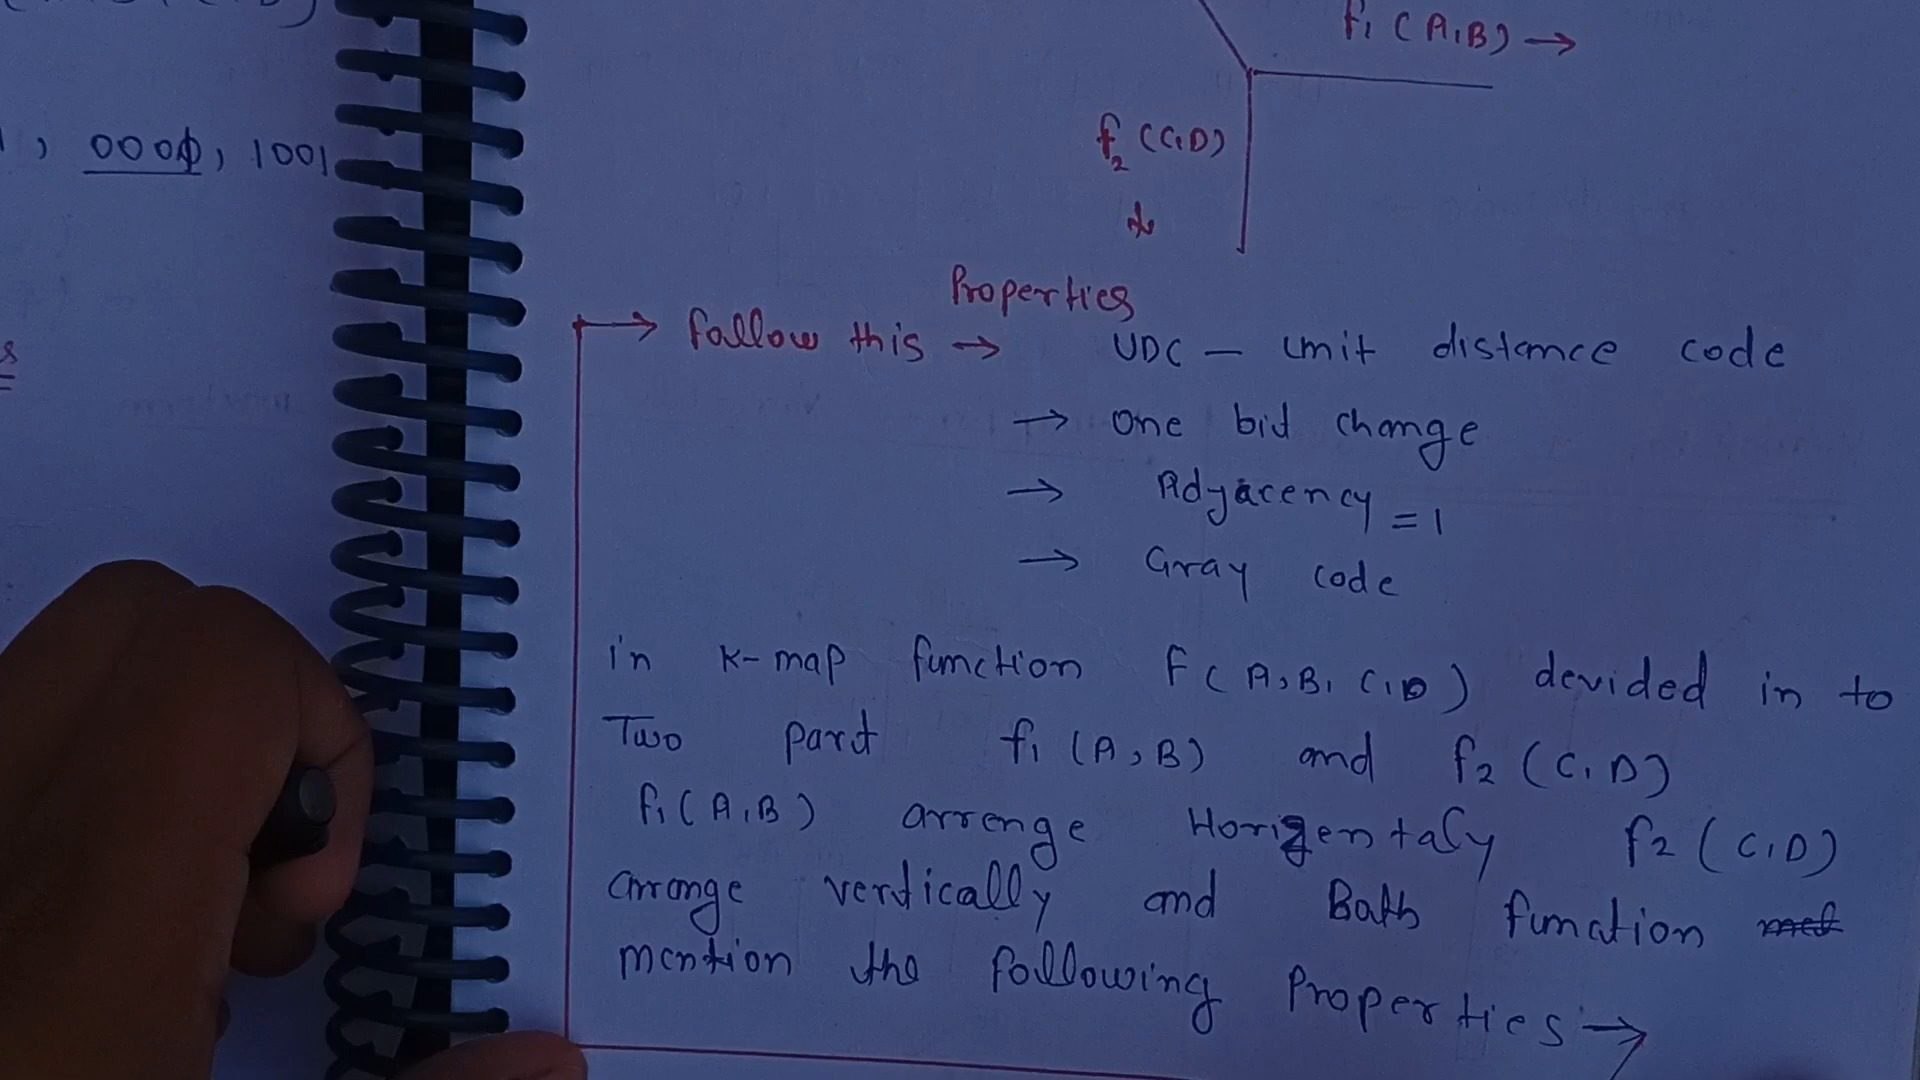 , 000ϕ, 1001
f1 (A,B) →
f2 (C,D)
Properties
→ follow this → UDC - unit distance code
→ One bid change
→ Adjacency = 1
→ Gray code
in K-map function F(A,B,C,D) devided in to
Two part f1 (A,B) and f2 (C,D)
f1(A,B) arrenge Horizentaly f2 (C,D)
arrange vertically and Both function
mention the following Properties →